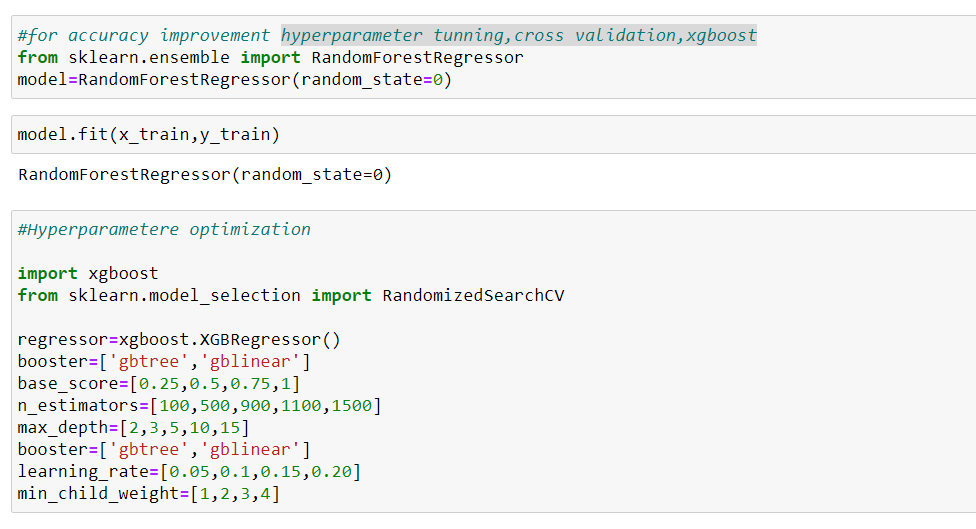 #for accuracy improvement hyperparameter tunning,cross validation,xgboost
from sklearn.ensemble import RandomForestRegressor
model=RandomForestRegressor(random_state=0)
model.fit(x_train,y_train)
RandomForestRegressor(random_state=0)
#Hyperparametere optimization
import xgboost
from sklearn.model_selection import RandomizedSearchCV
regressor=xgboost.XGBRegressor()
booster=['gbtree','gblinear']
base_score=[0.25,0.5,0.75,1]
n_estimators=[100,500,900,1100,1500]
max_depth=[2,3,5,10,15]
booster=['gbtree','gblinear']
learning_rate=[0.05,0.1,0.15,0.20]
min_child_weight=[1,2,3,4]